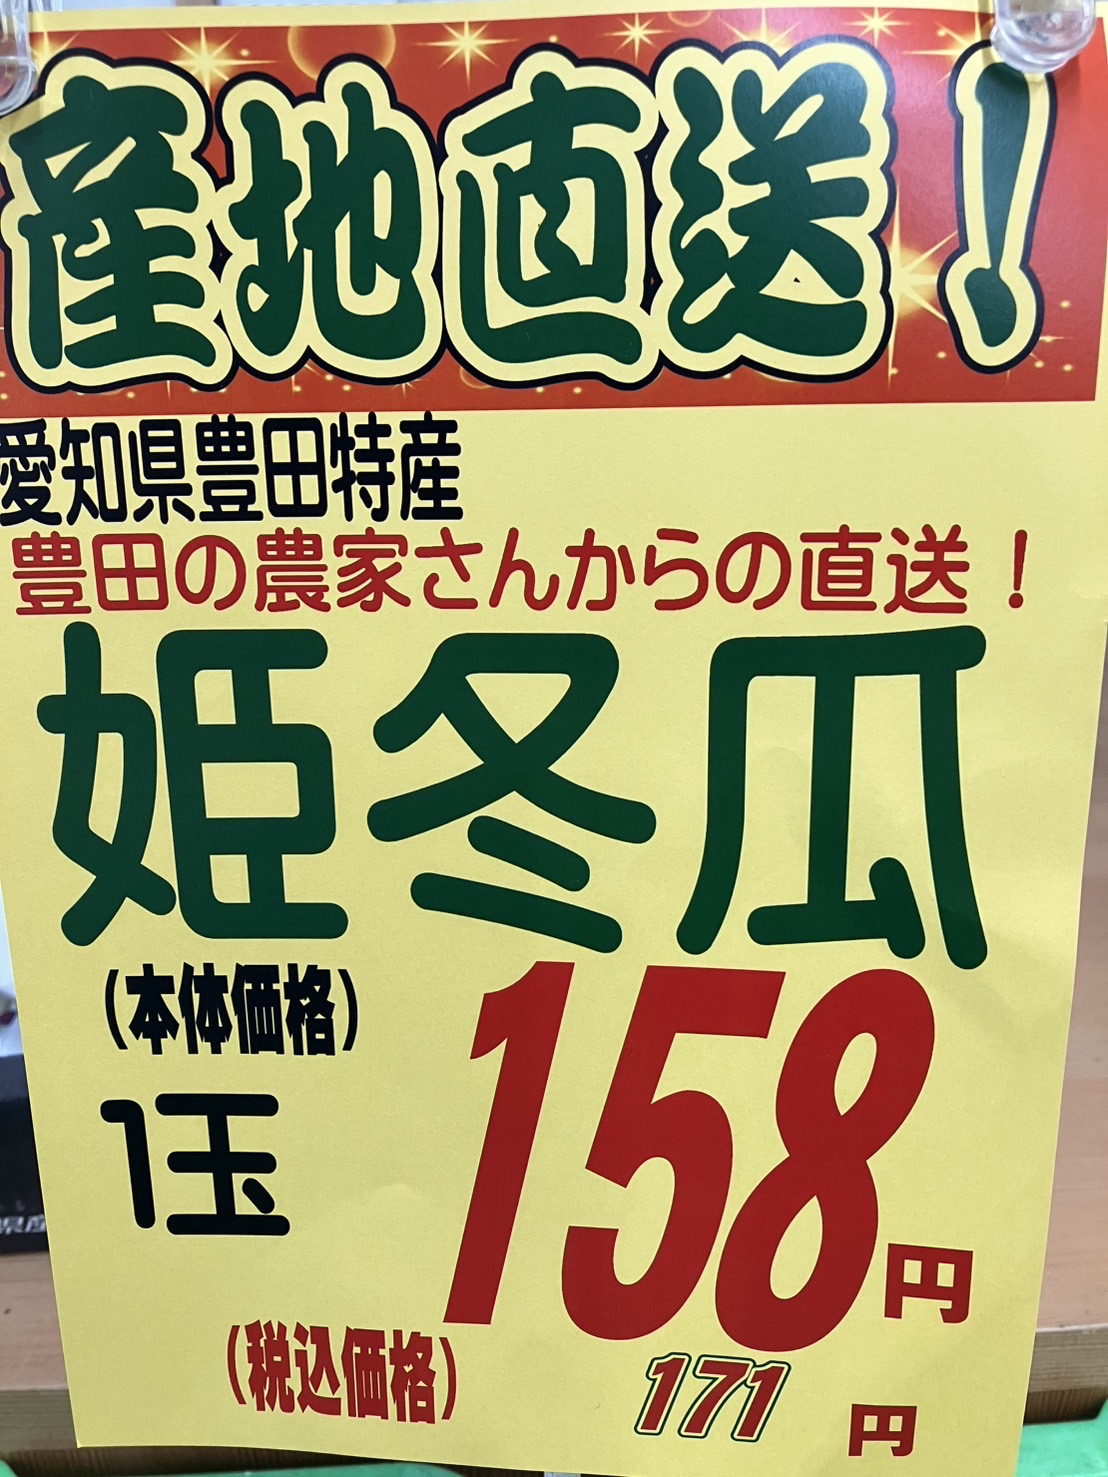 産地直送！
愛知県豊田特産
豊田の農家さんからの直送！
姫冬瓜
(本体価格)
1玉
158円
(税込価格)
171円